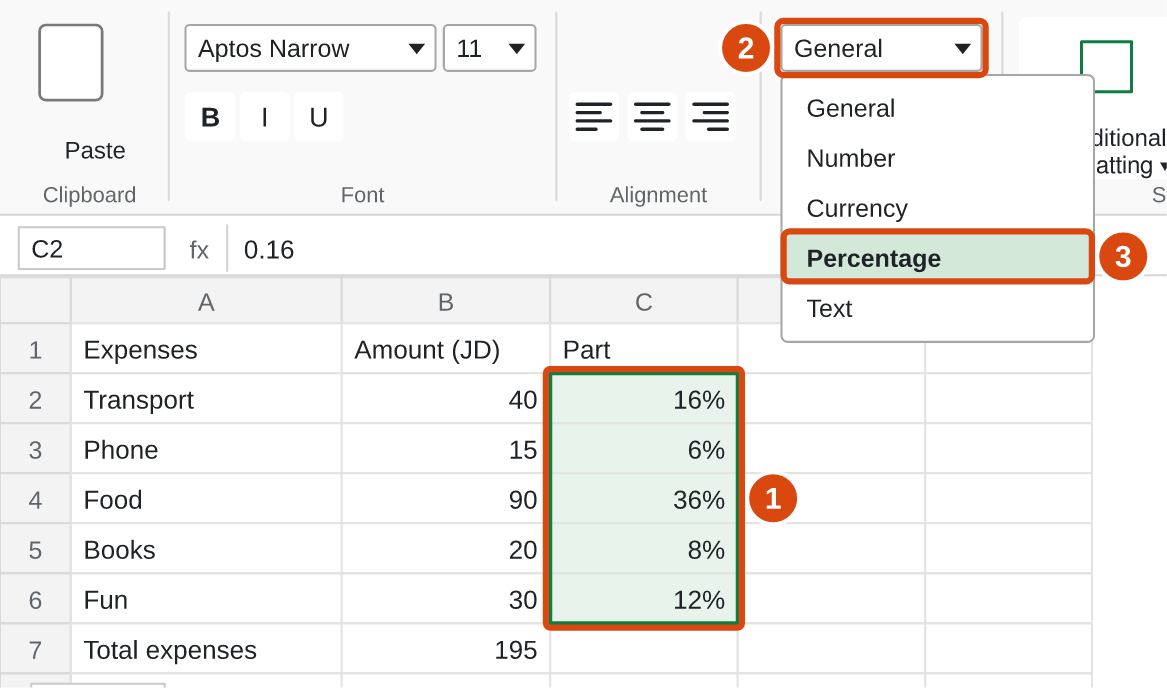 Aptos Narrow
11
2
General
B
I
U
Paste
Clipboard
Font
Alignment
General
Number
Currency
Percentage
3
Text
ditional
atting
S
C2
fx
0.16
A
B
C
1
Expenses
Amount (JD)
Part
2
Transport
40
16%
3
Phone
15
6%
4
Food
90
36%
1
5
Books
20
8%
6
Fun
30
12%
7
Total expenses
195